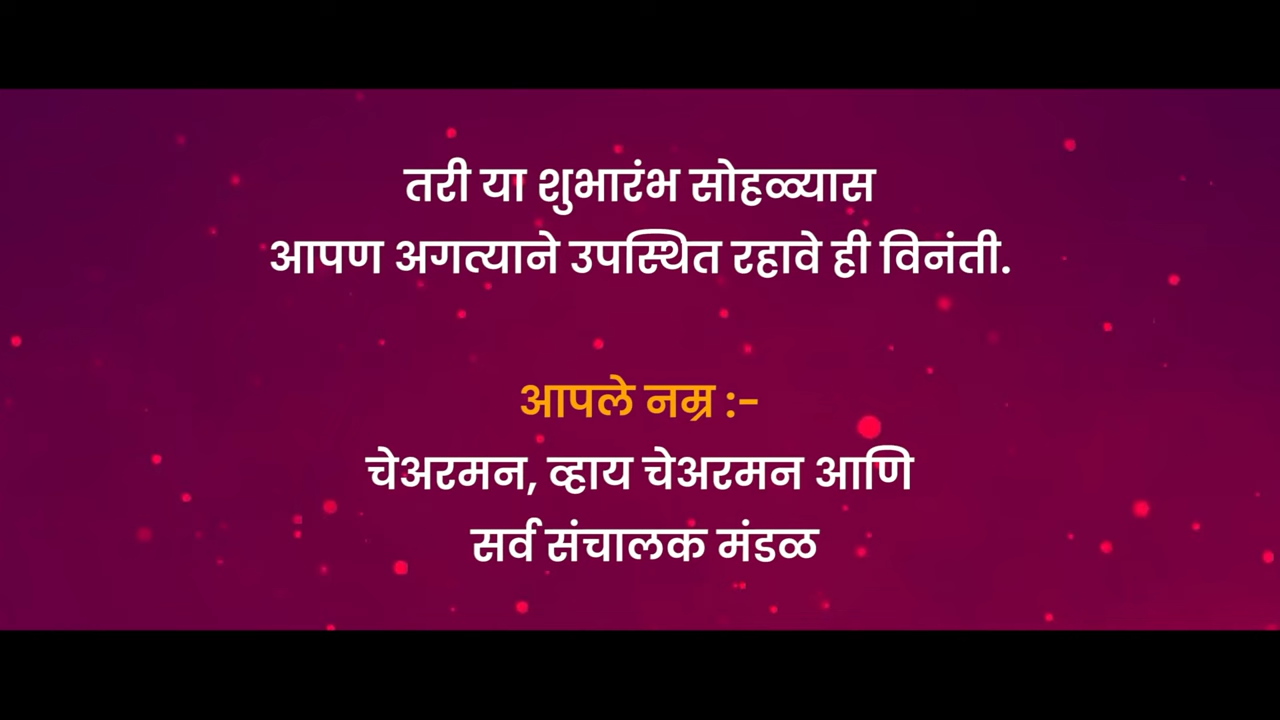 तरी या शुभारंभ सोहळ्यास
आपण अगत्याने उपस्थित रहावे ही विनंती.
आपले नम्र :-
चेअरमन, व्हाय चेअरमन आणि
सर्व संचालक मंडळ